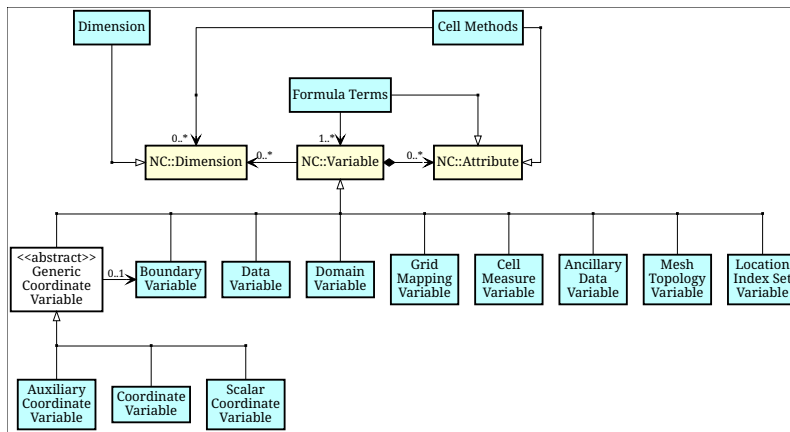 Dimension
Cell Methods
Formula Terms
0..*
1..*
NC::Dimension
0..*
NC::Variable
0..*
NC::Attribute
<<abstract>>
Generic
Coordinate
Variable
0..1
Boundary
Variable
Data
Variable
Domain
Variable
Grid
Mapping
Variable
Cell
Measure
Variable
Ancillary
Data
Variable
Mesh
Topology
Variable
Location
Index Set
Variable
Auxiliary
Coordinate
Variable
Coordinate
Variable
Scalar
Coordinate
Variable